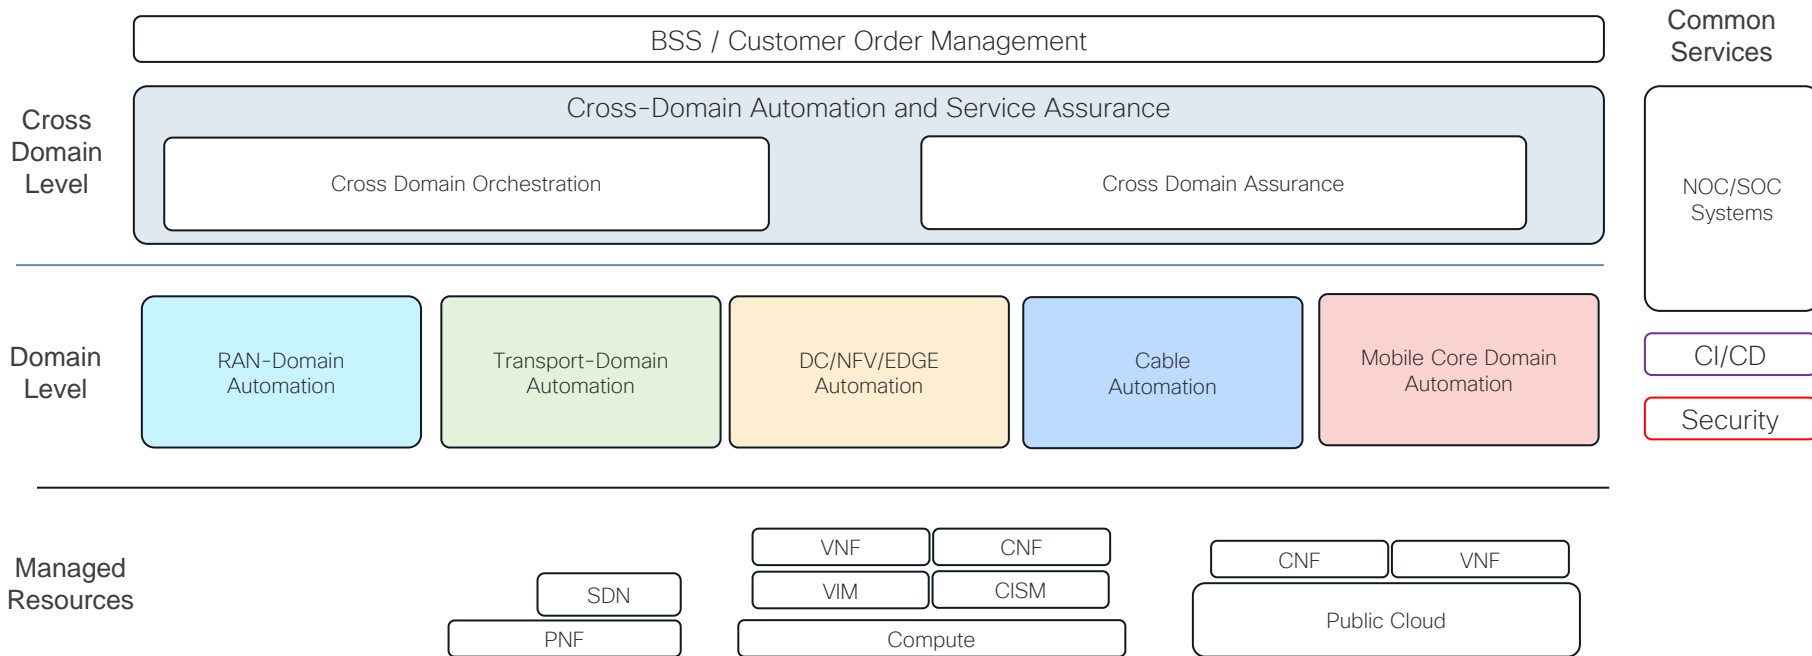 BSS / Customer Order Management
Common
Services
Cross
Domain
Level
Cross-Domain Automation and Service Assurance
Cross Domain Orchestration
Cross Domain Assurance
NOC/SOC
Systems
Domain
Level
RAN-Domain
Automation
Transport-Domain
Automation
DC/NFV/EDGE
Automation
Cable
Automation
Mobile Core Domain
Automation
CI/CD
Security
Managed
Resources
SDN
PNF
VNF
CNF
VIM
CISM
Compute
CNF
VNF
Public Cloud